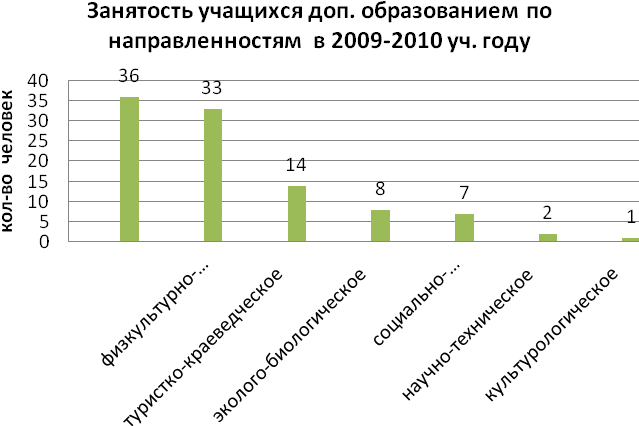 Занятость учащихся доп. образованием по
направленностям в 2009-2010 уч. году
кол-во человек
40
35
30
25
20
15
10
5
0
36
33
14
8
7
2
1
физкультурно-...
туристко-краеведческое
эколого-биологическое
социально-...
научно-техническое
культурологическое